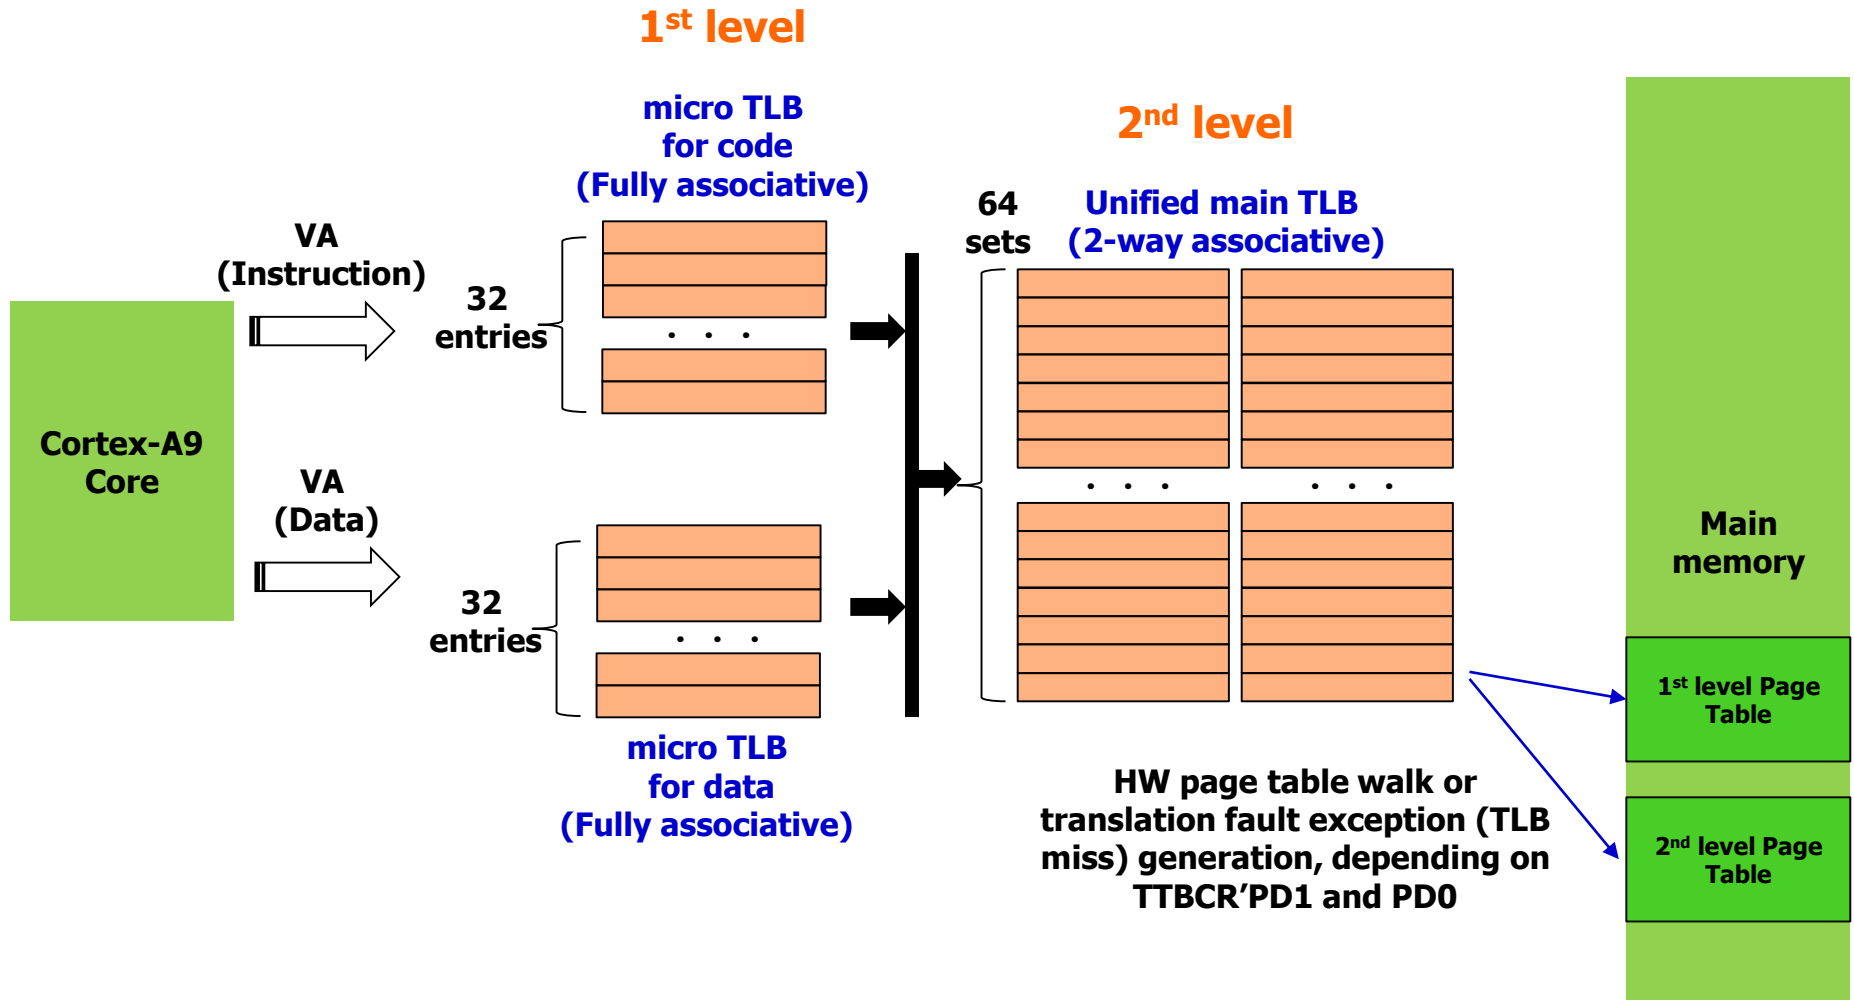 1st level
micro TLB
for code
(Fully associative)
2nd level
64
sets
Unified main TLB
(2-way associative)
VA
(Instruction)
32
entries
. . .
Cortex-A9
Core
VA
(Data)
32
entries
. . .
. . .
. . .
micro TLB
for data
(Fully associative)
HW page table walk or
translation fault exception (TLB
miss) generation, depending on
TTBCR’PD1 and PD0
Main
memory
1st level Page
Table
2nd level Page
Table